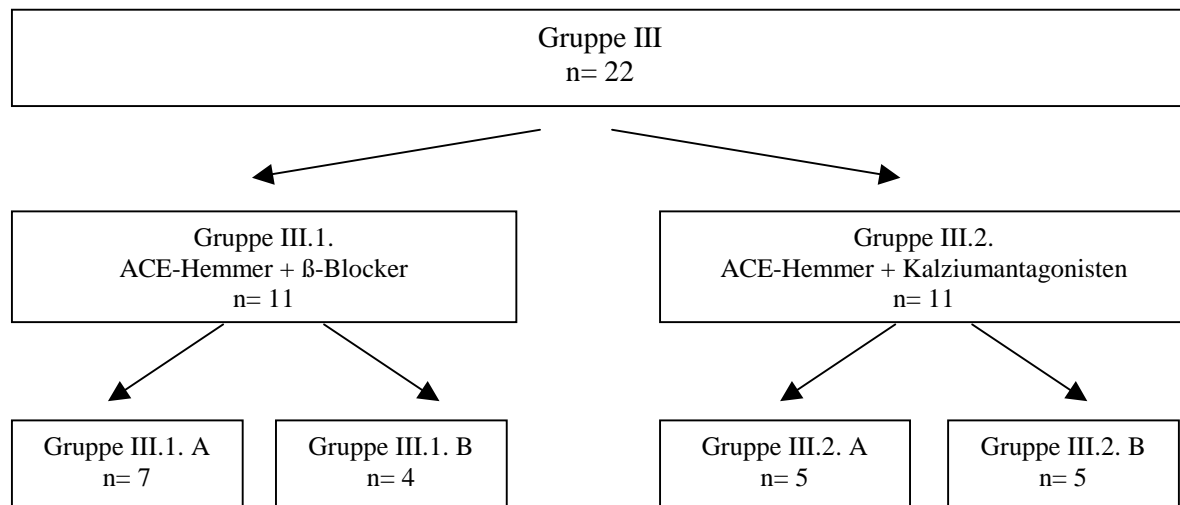 Gruppe III
n= 22
Gruppe III.1.
ACE-Hemmer + ß-Blocker
n= 11
Gruppe III.2.
ACE-Hemmer + Kalziumantagonisten
n= 11
Gruppe III.1. A
n= 7
Gruppe III.1. B
n= 4
Gruppe III.2. A
n= 5
Gruppe III.2. B
n= 5